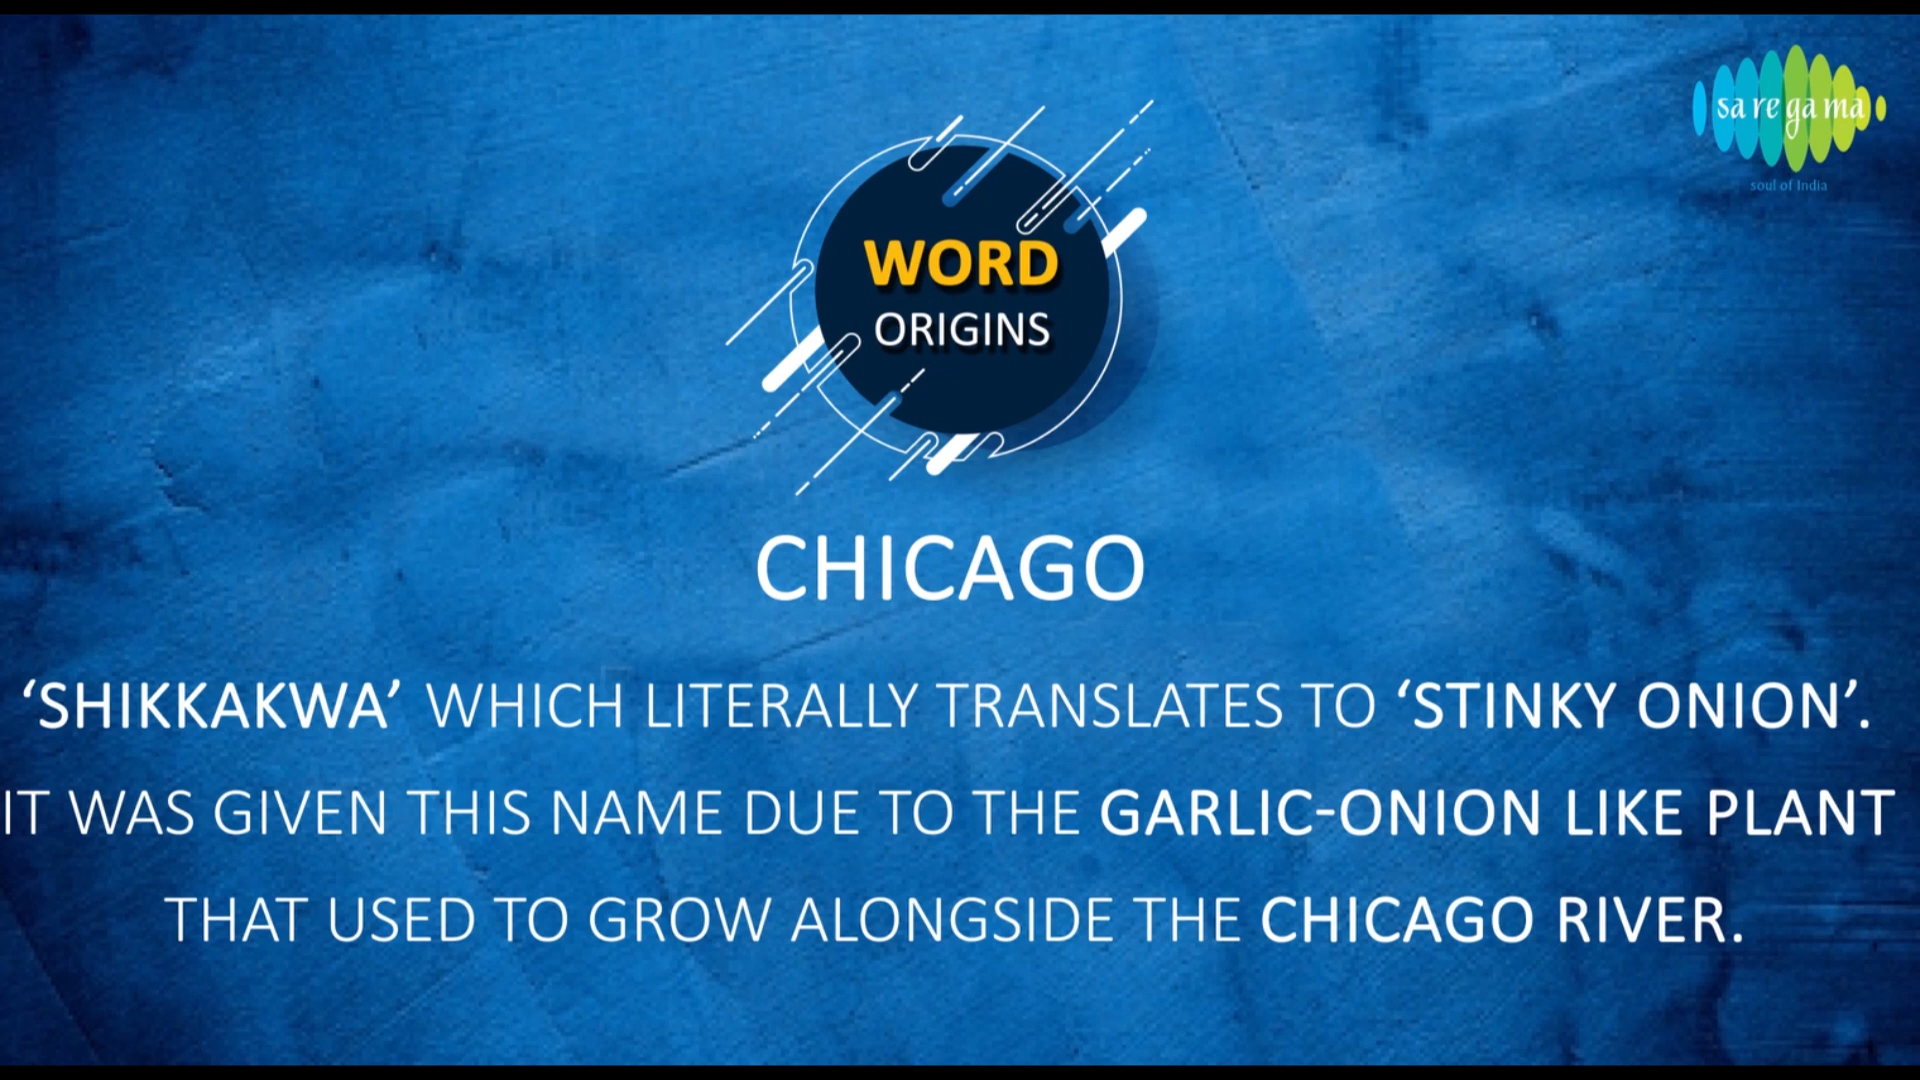 sa re ga ma
soul of India
WORD
ORIGINS
CHICAGO
‘SHIKKAKWA’ WHICH LITERALLY TRANSLATES TO ‘STINKY ONION’.
IT WAS GIVEN THIS NAME DUE TO THE GARLIC-ONION LIKE PLANT
THAT USED TO GROW ALONGSIDE THE CHICAGO RIVER.